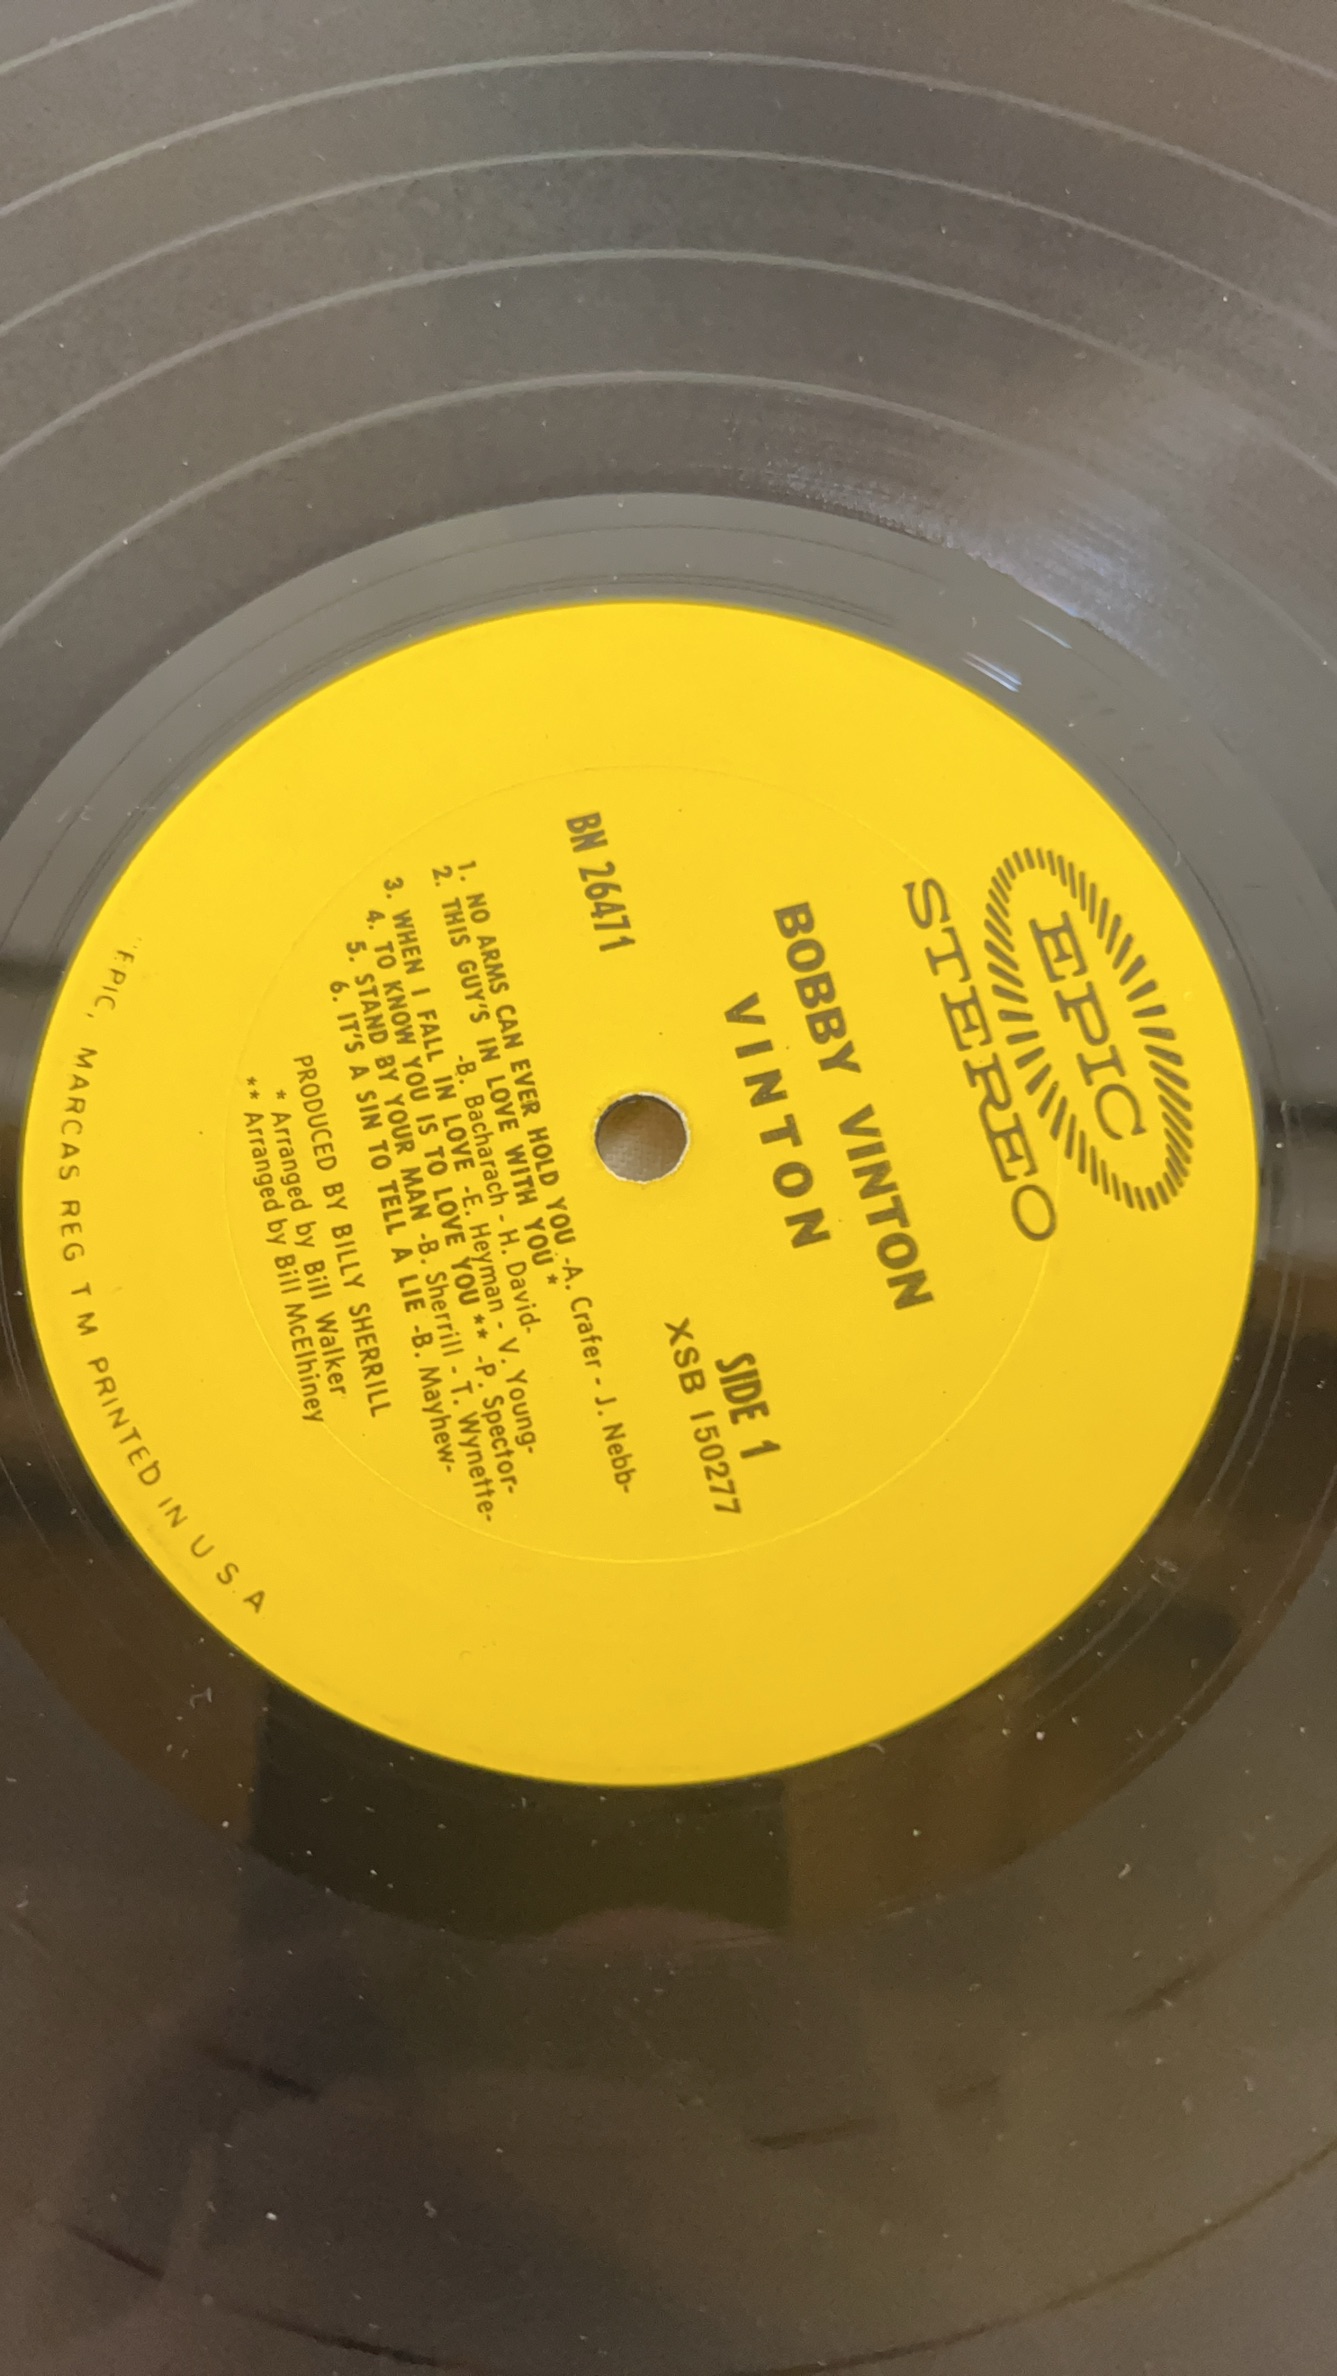 EPIC
STEREO
BOBBY VINTON
VINTON
SIDE 1
BN 26471
XSB 150277
1. NO ARMS CAN EVER HOLD YOU -A. Crafer - J. Nebb-
2. THIS GUY'S IN LOVE WITH YOU *
-B. Bacharach - H. David-
3. WHEN I FALL IN LOVE -E. Heyman - V. Young-
4. TO KNOW YOU IS TO LOVE YOU ** -P. Spector-
5. STAND BY YOUR MAN -B. Sherrill - T. Wynette-
6. IT'S A SIN TO TELL A LIE -B. Mayhew-
PRODUCED BY BILLY SHERRILL
* Arranged by Bill Walker
** Arranged by Bill McElhiney
"EPIC, MARCAS REG T M PRINTED IN U.S.A